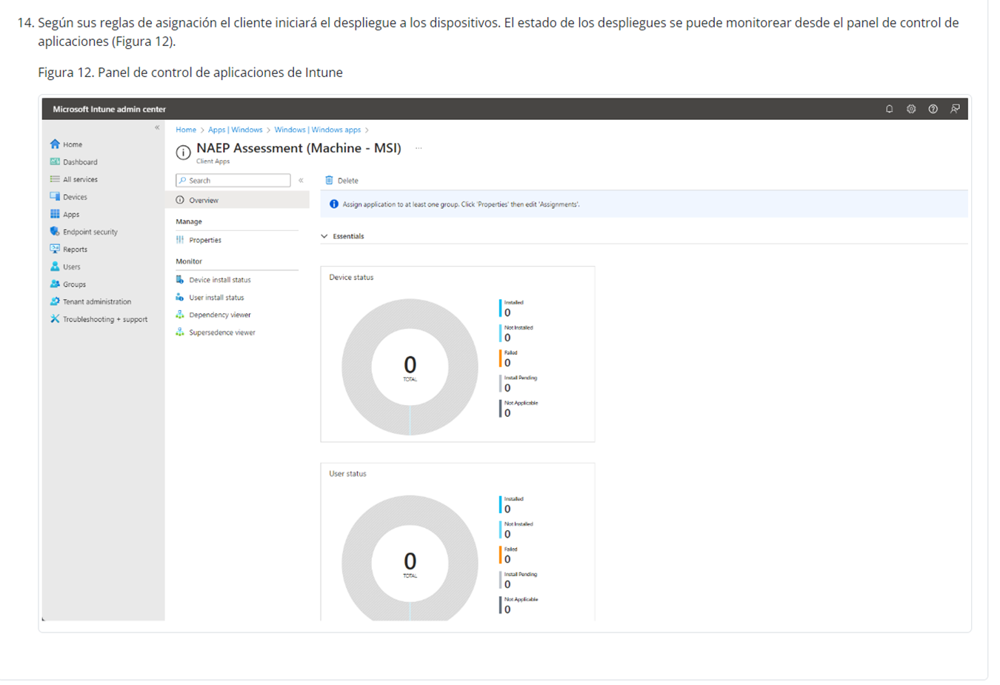 14. Según sus reglas de asignación el cliente iniciará el despliegue a los dispositivos. El estado de los despliegues se puede monitorear desde el panel de control de
aplicaciones (Figura 12).
Figura 12. Panel de control de aplicaciones de Intune
Microsoft Intune admin center
Home
Dashboard
All services
Devices
Apps
Endpoint security
Reports
Users
Groups
Tenant administration
Troubleshooting + support
Home > Apps | Windows > Windows | Windows apps >
NAEP Assessment (Machine - MSI) ...
Client Apps
Search
Overview
Manage
Properties
Monitor
Device install status
User install status
Dependency viewer
Supersedence viewer
Delete
Assign application to at least one group. Click 'Properties' then edit 'Assignments'.
Essentials
Device status
0
TOTAL
Installed
0
Not Installed
0
Failed
0
Install Pending
0
Not Applicable
0
User status
0
TOTAL
Installed
0
Not Installed
0
Failed
0
Install Pending
0
Not Applicable
0